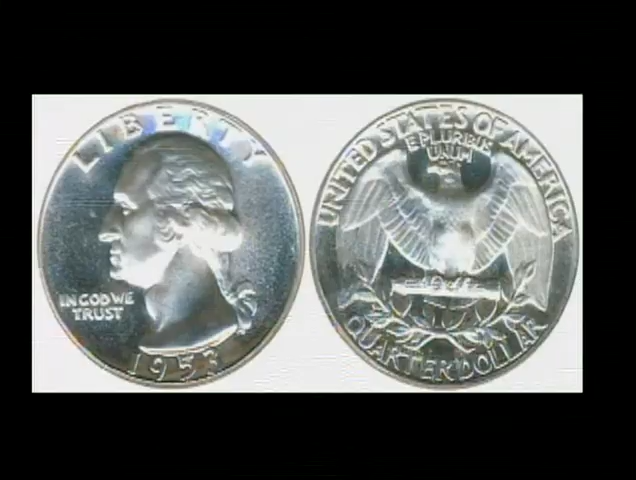 LIBERTY
IN GOD WE
TRUST
1953
UNITED STATES OF AMERICA
E PLURIBUS
UNUM
QUARTER DOLLAR